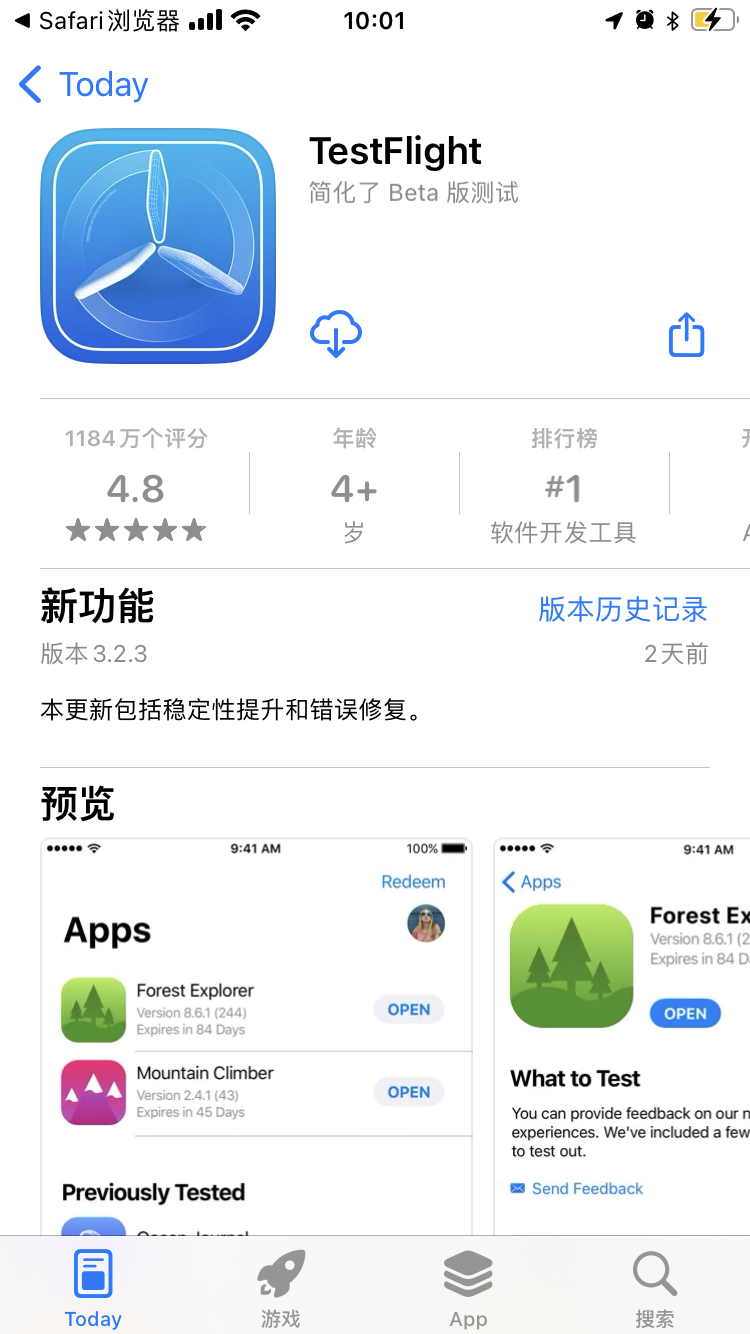 Safari浏览器
10:01
Today
TestFlight
简化了 Beta 版测试
1184万个评分
4.8
年龄
4+
岁
排行榜
#1
软件开发工具
新功能
版本历史记录
版本 3.2.3
2天前
本更新包括稳定性提升和错误修复。
预览
9:41 AM
100%
Redeem
Apps
Forest Explorer
Version 8.6.1 (244)
Expires in 84 Days
OPEN
Mountain Climber
Version 2.4.1 (43)
Expires in 45 Days
OPEN
Previously Tested
9:41 AM
Apps
Forest Ex
Version 8.6.1 (2
Expires in 84 D
OPEN
What to Test
You can provide feedback on our n
experiences. We've included a few
to test out.
Send Feedback
Today
游戏
App
搜索